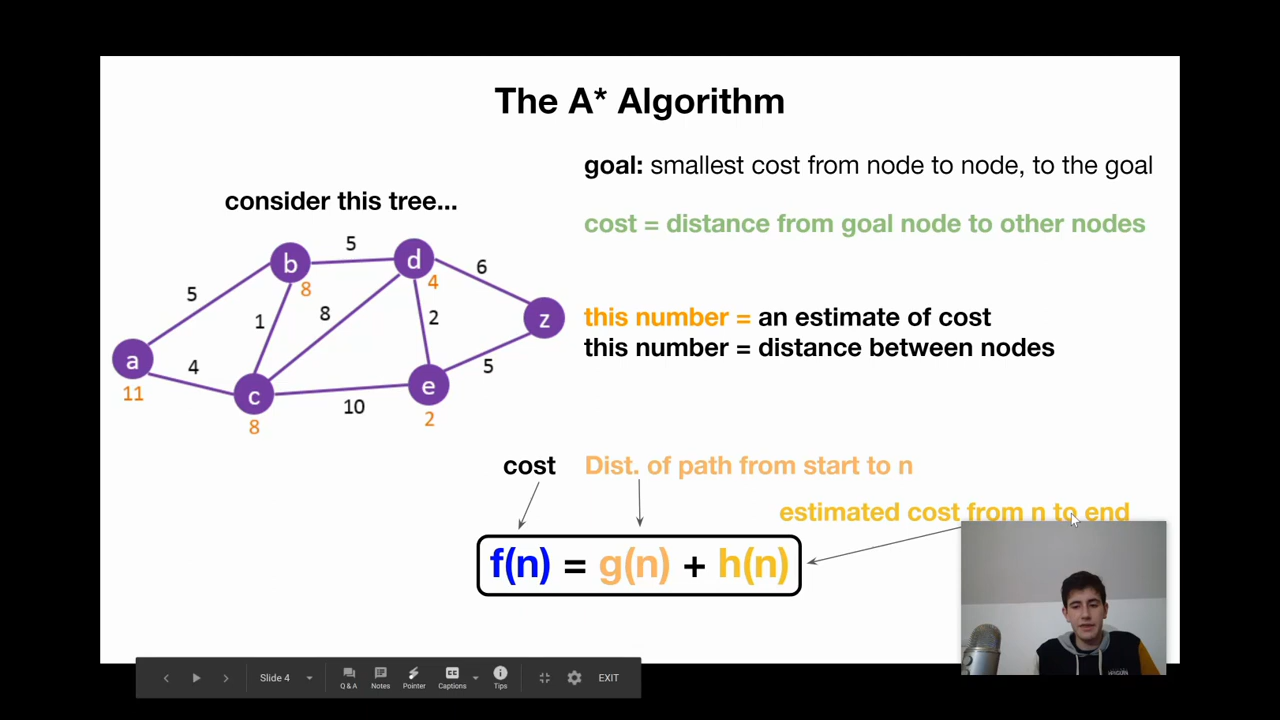 The A* Algorithm
goal: smallest cost from node to node, to the goal
consider this tree...
cost = distance from goal node to other nodes
5
b
d
6
8
4
5
1
8
2
z
this number = an estimate of cost
this number = distance between nodes
a
4
5
11
c
10
e
8
2
cost
Dist. of path from start to n
estimated cost from n to end
f(n) = g(n) + h(n)
Slide 4
Q & A
Notes
Pointer
Captions
Tips
EXIT